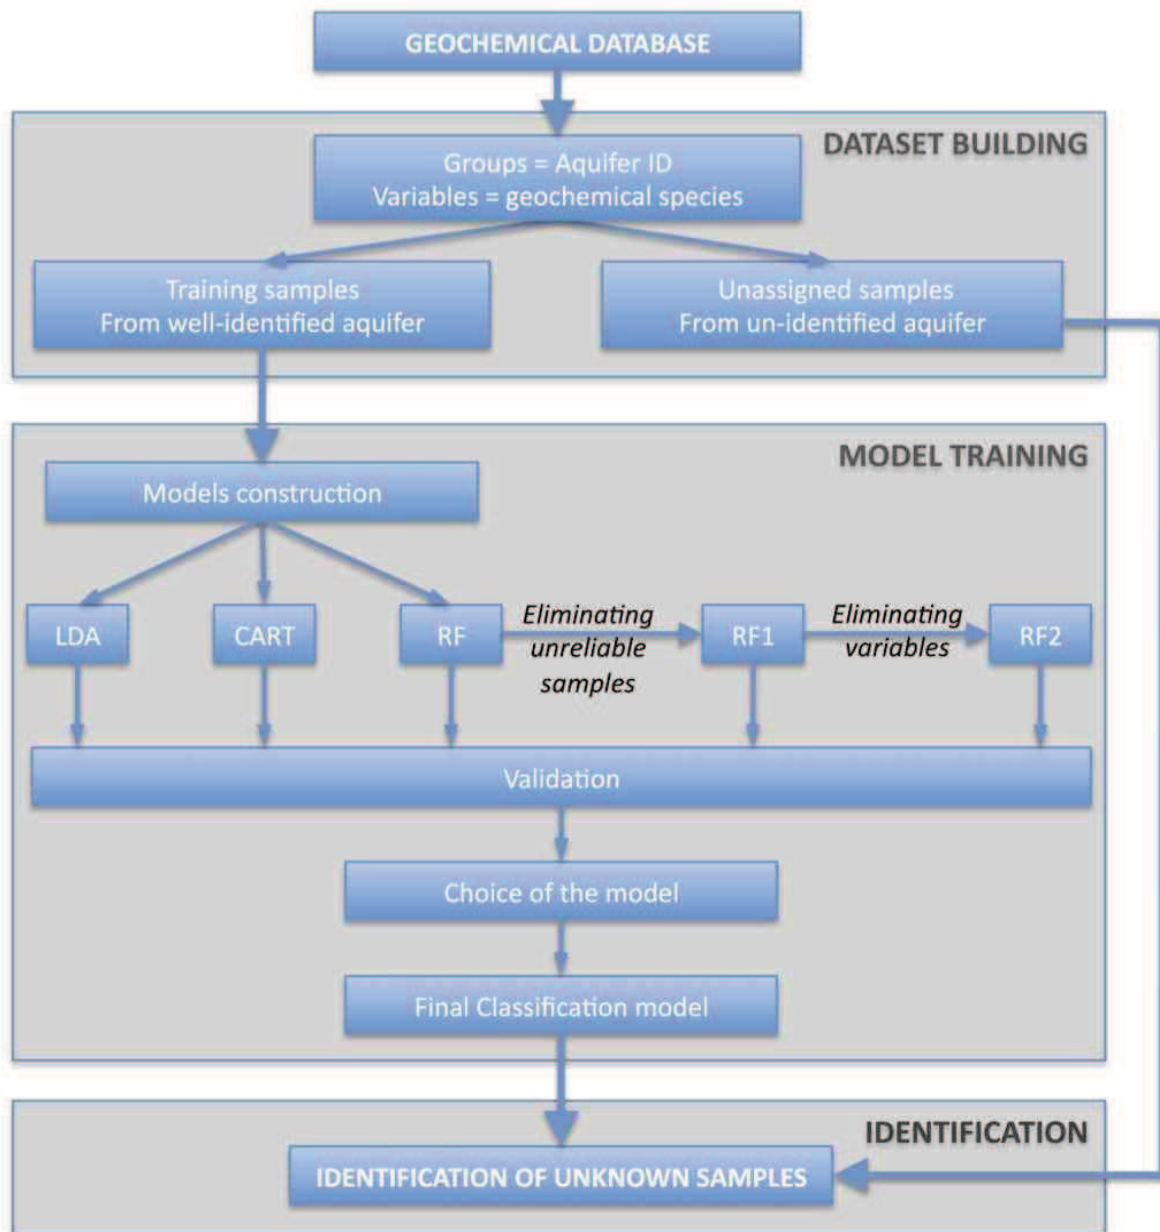 GEOCHEMICAL DATABASE
DATASET BUILDING
Groups = Aquifer ID
Variables = geochemical species
Training samples
From well-identified aquifer
Unassigned samples
From un-identified aquifer
MODEL TRAINING
Models construction
LDA
CART
RF
Eliminating
unreliable
samples
RF1
Eliminating
variables
RF2
Validation
Choice of the model
Final Classification model
IDENTIFICATION
IDENTIFICATION OF UNKNOWN SAMPLES